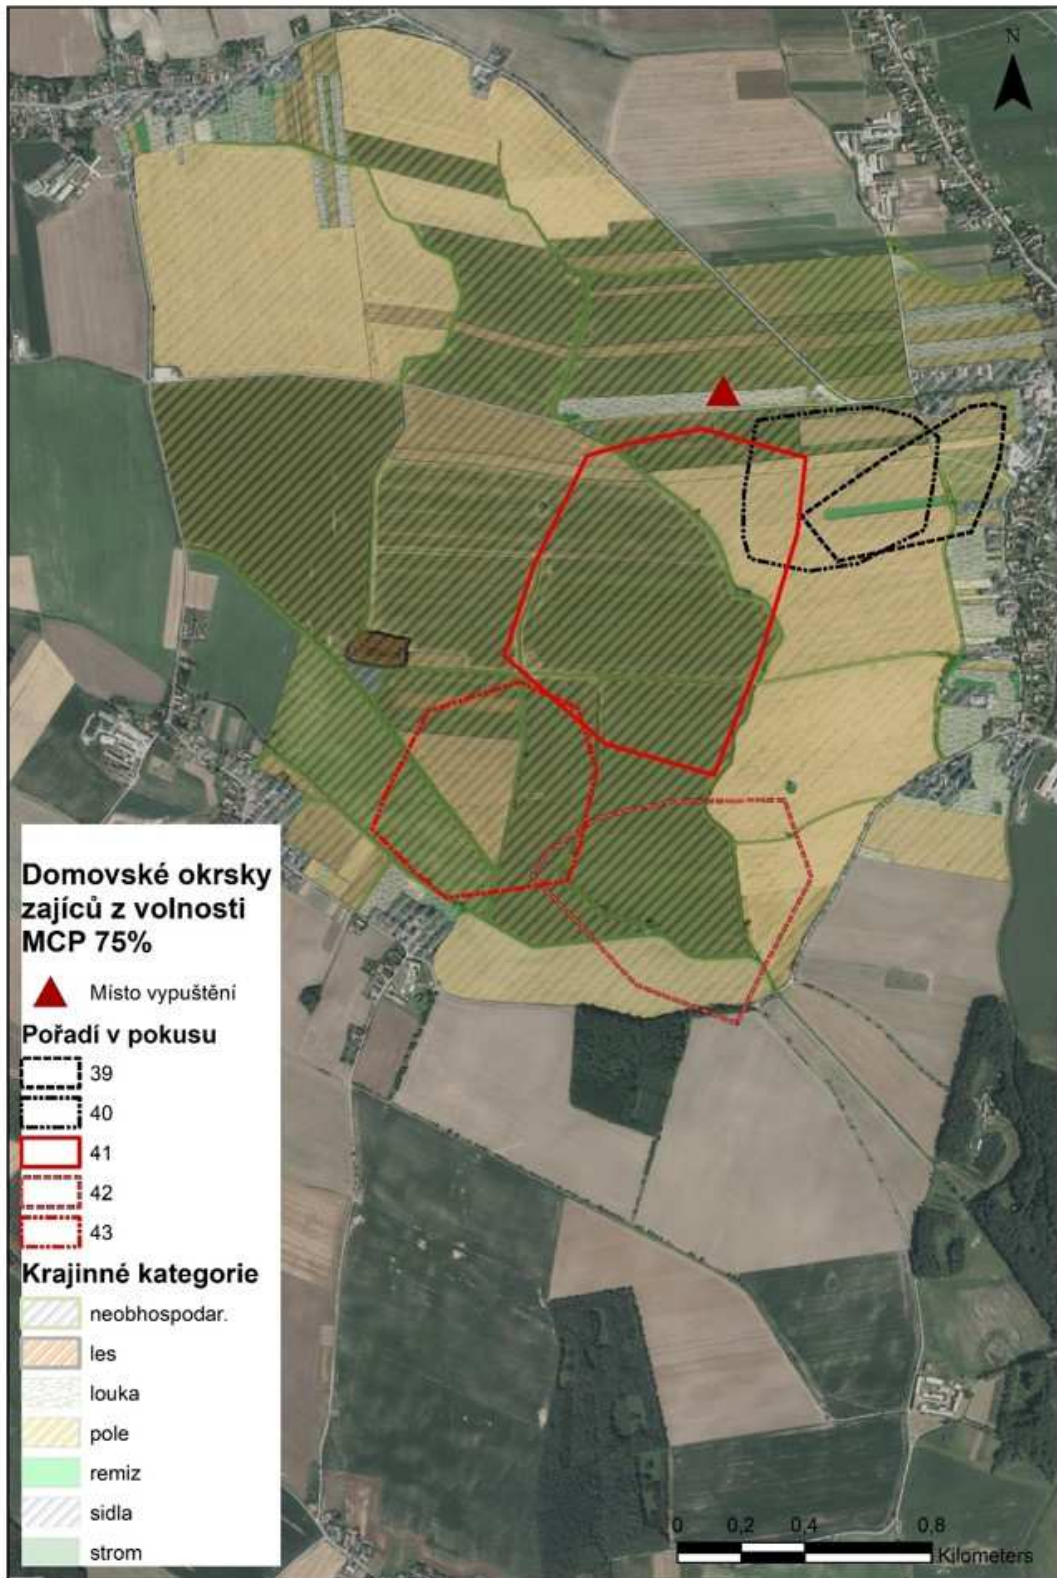 N
Domovské okrsky
zajíců z volnosti
MCP 75%
Místo vypuštění
Pořadí v pokusu
39
40
41
42
43
Krajinné kategorie
neobhospodar.
les
louka
pole
remiz
sidla
strom
0 0,2 0,4 0,8
Kilometers